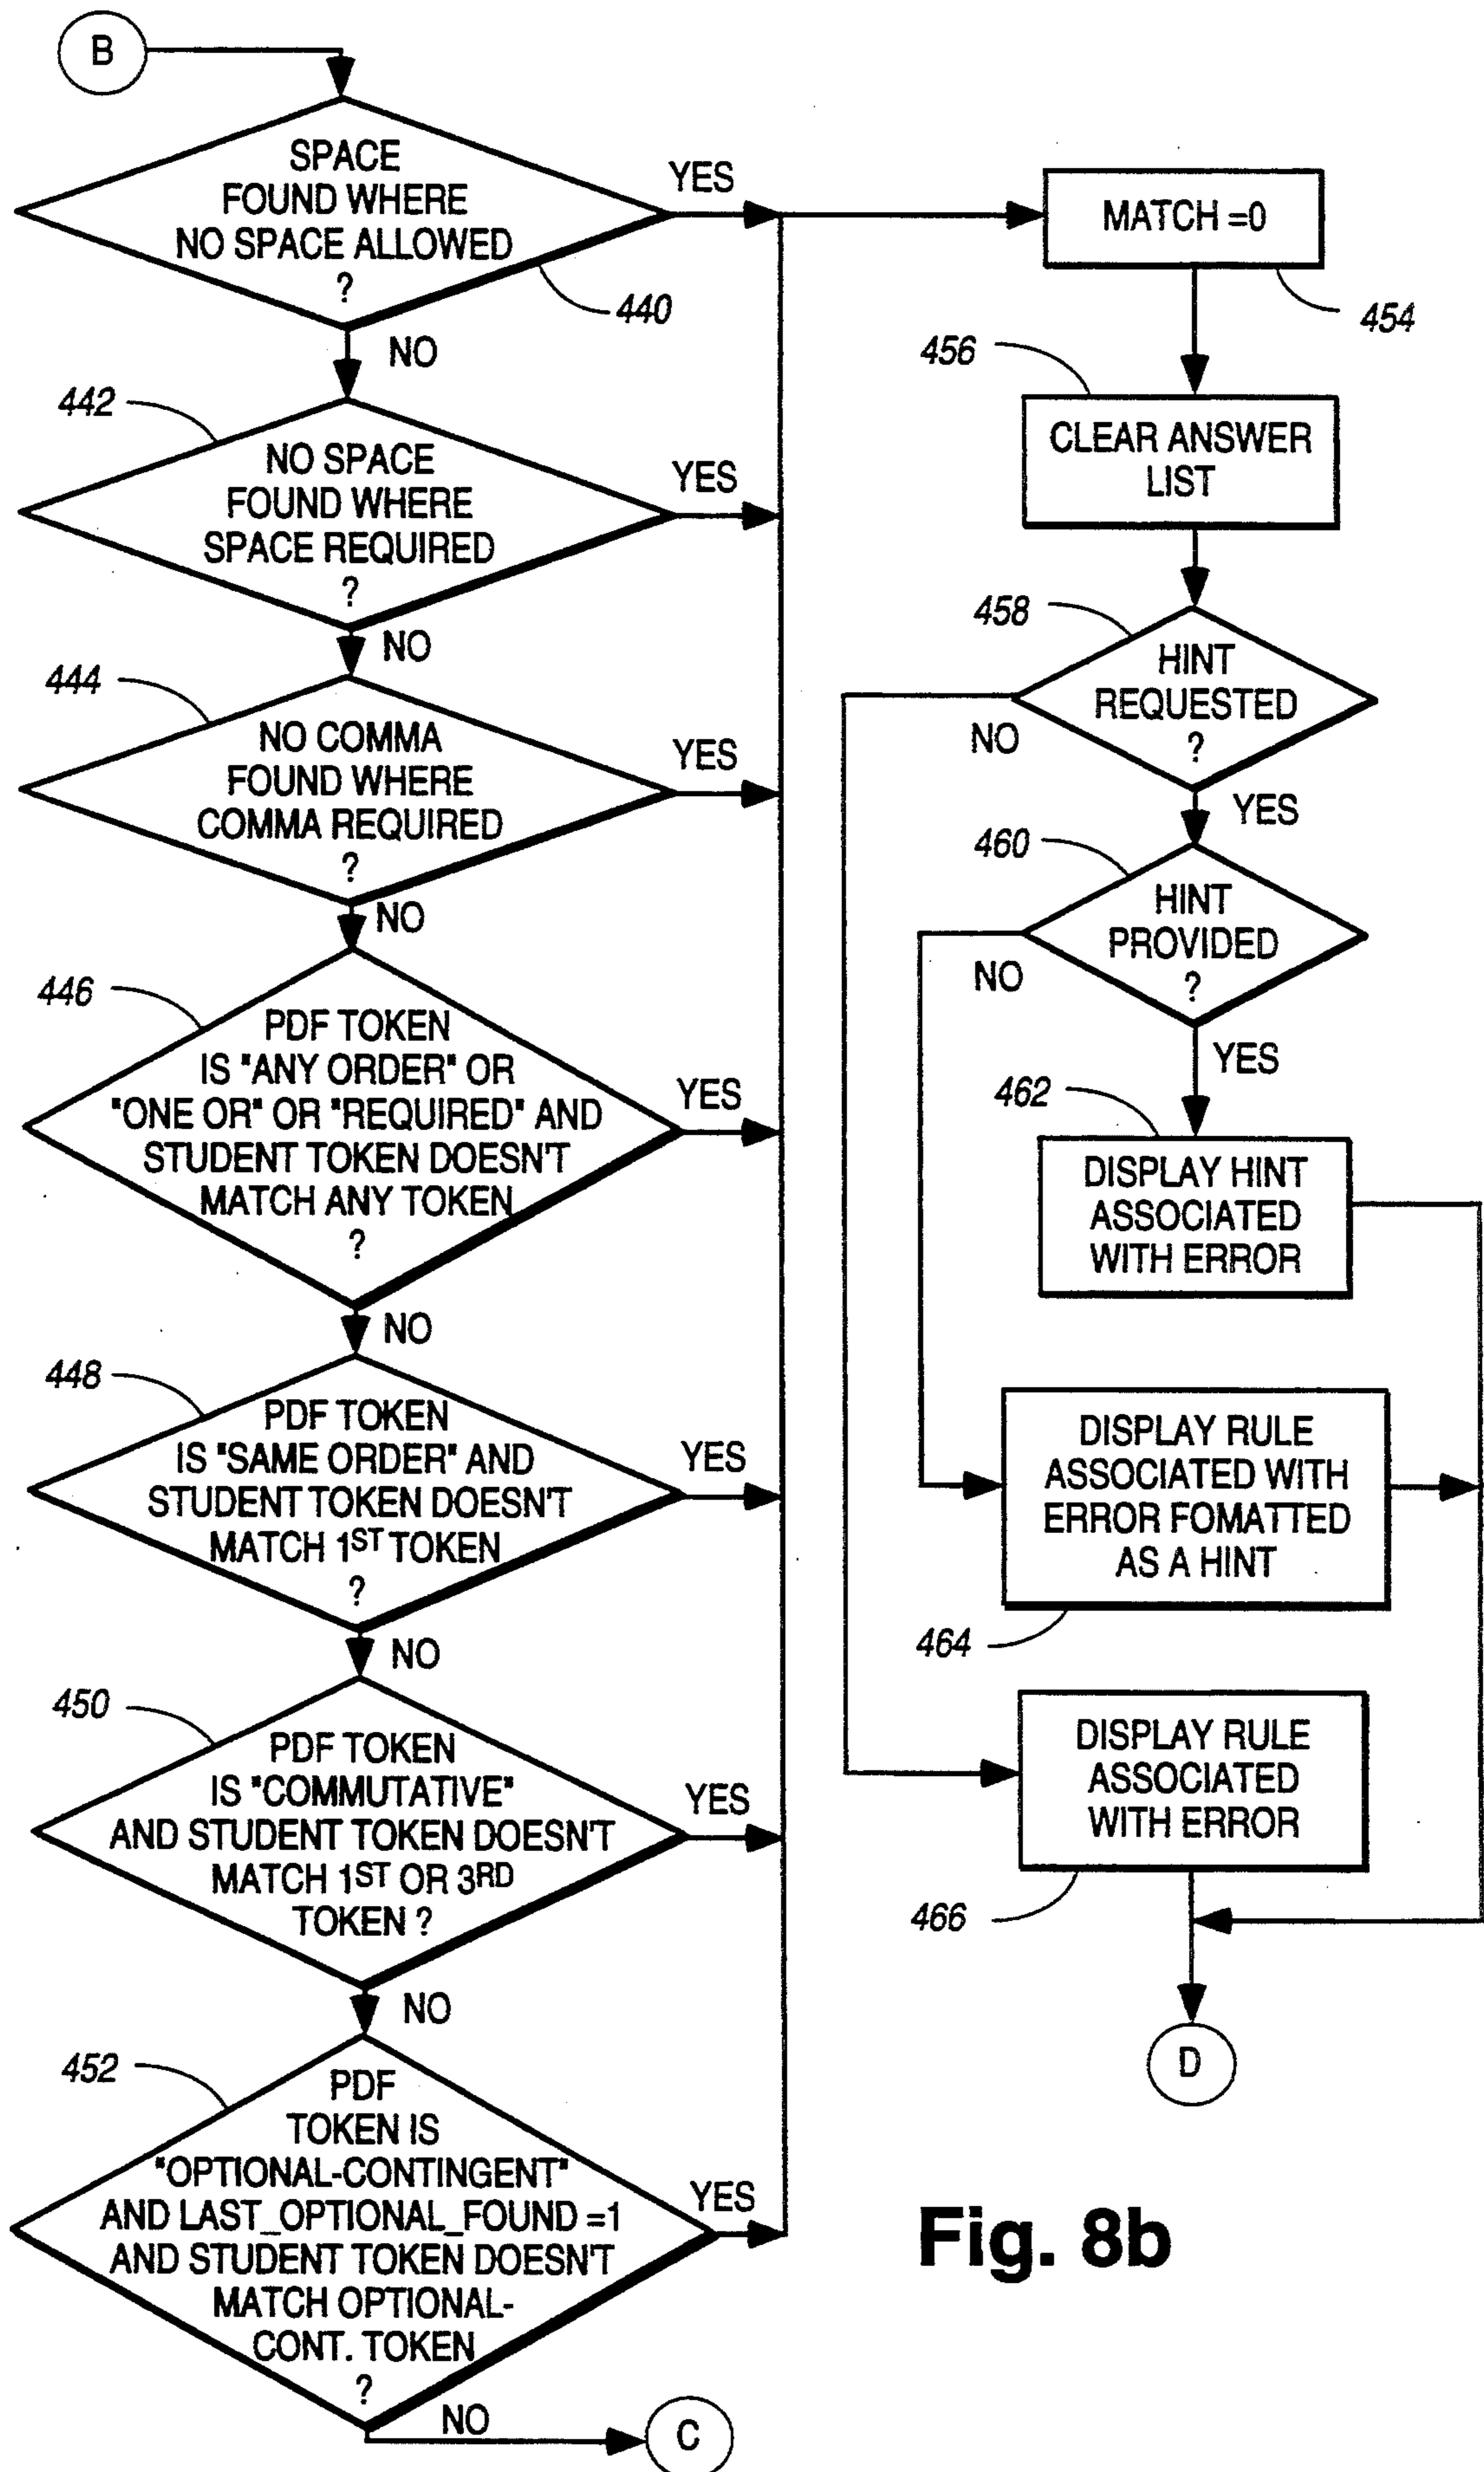 B
SPACE
FOUND WHERE
NO SPACE ALLOWED
?
YES
440
NO
442
NO SPACE
FOUND WHERE
SPACE REQUIRED
?
YES
NO
444
NO COMMA
FOUND WHERE
COMMA REQUIRED
?
YES
NO
446
PDF TOKEN
IS "ANY ORDER" OR
"ONE OR" OR "REQUIRED" AND
STUDENT TOKEN DOESN'T
MATCH ANY TOKEN
?
YES
NO
448
PDF TOKEN
IS "SAME ORDER" AND
STUDENT TOKEN DOESN'T
MATCH 1ST TOKEN
?
YES
NO
450
PDF TOKEN
IS "COMMUTATIVE"
AND STUDENT TOKEN DOESN'T
MATCH 1ST OR 3RD
TOKEN ?
YES
NO
452
PDF
TOKEN IS
"OPTIONAL-CONTINGENT"
AND LAST_OPTIONAL_FOUND =1
AND STUDENT TOKEN DOESN'T
MATCH OPTIONAL-
CONT. TOKEN
?
YES
NO
C
MATCH =0
454
456
CLEAR ANSWER
LIST
458
HINT
REQUESTED
?
NO
YES
460
HINT
PROVIDED
?
NO
YES
462
DISPLAY HINT
ASSOCIATED
WITH ERROR
DISPLAY RULE
ASSOCIATED WITH
ERROR FOMATTED
AS A HINT
464
DISPLAY RULE
ASSOCIATED
WITH ERROR
466
D
Fig. 8b